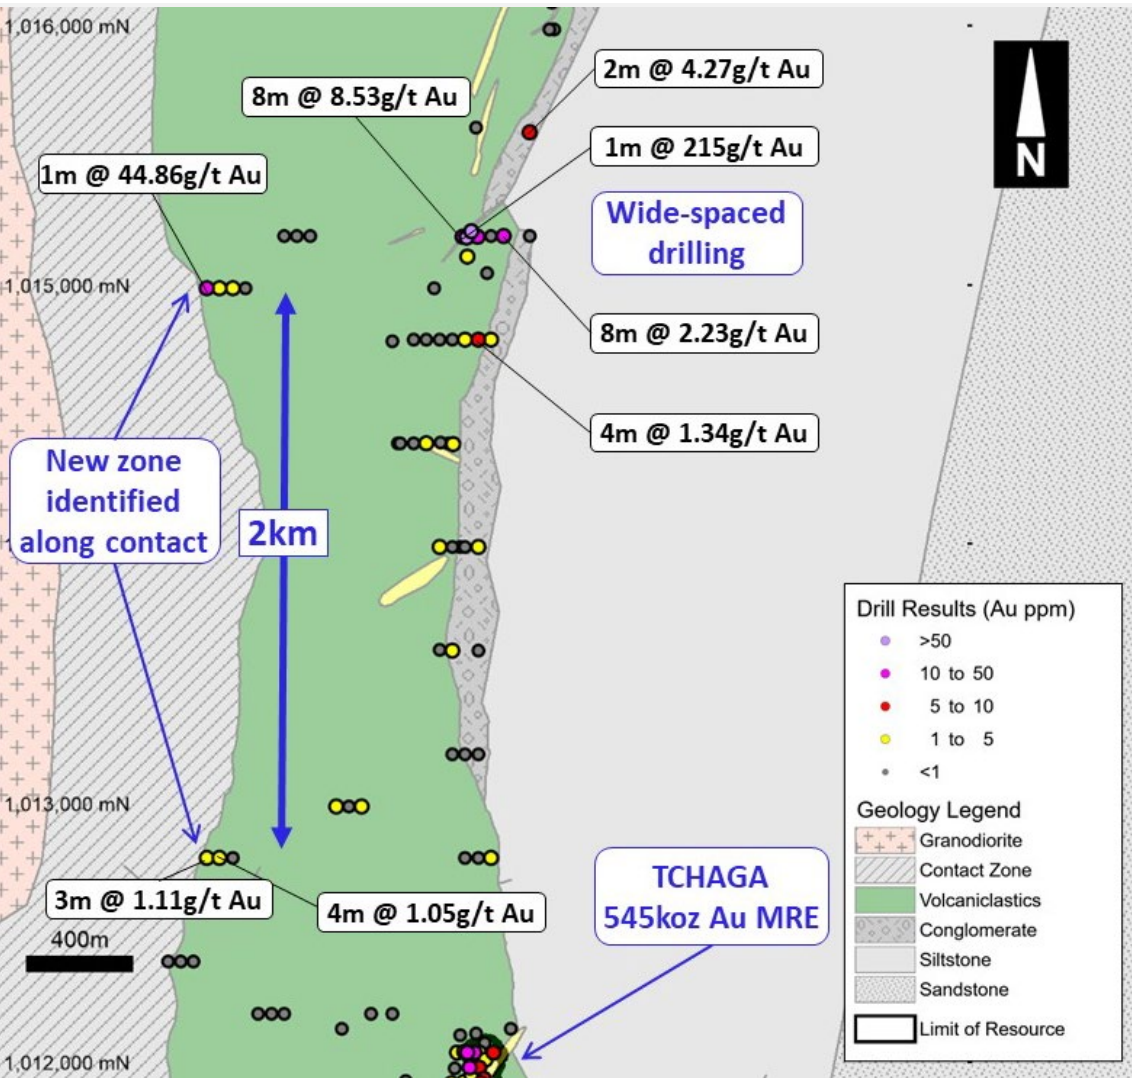 1,016,000 mN
2m @ 4.27g/t Au
8m @ 8.53g/t Au
1m @ 215g/t Au
N
1m @ 44.86g/t Au
Wide-spaced
drilling
1,015,000 mN
8m @ 2.23g/t Au
4m @ 1.34g/t Au
New zone
identified
along contact
2km
1,013,000 mN
3m @ 1.11g/t Au
4m @ 1.05g/t Au
TCHAGA
545koz Au MRE
400m
1,012,000 mN
Drill Results (Au ppm)
>50
10 to 50
5 to 10
1 to 5
<1
Geology Legend
Granodiorite
Contact Zone
Volcaniclastics
Conglomerate
Siltstone
Sandstone
Limit of Resource